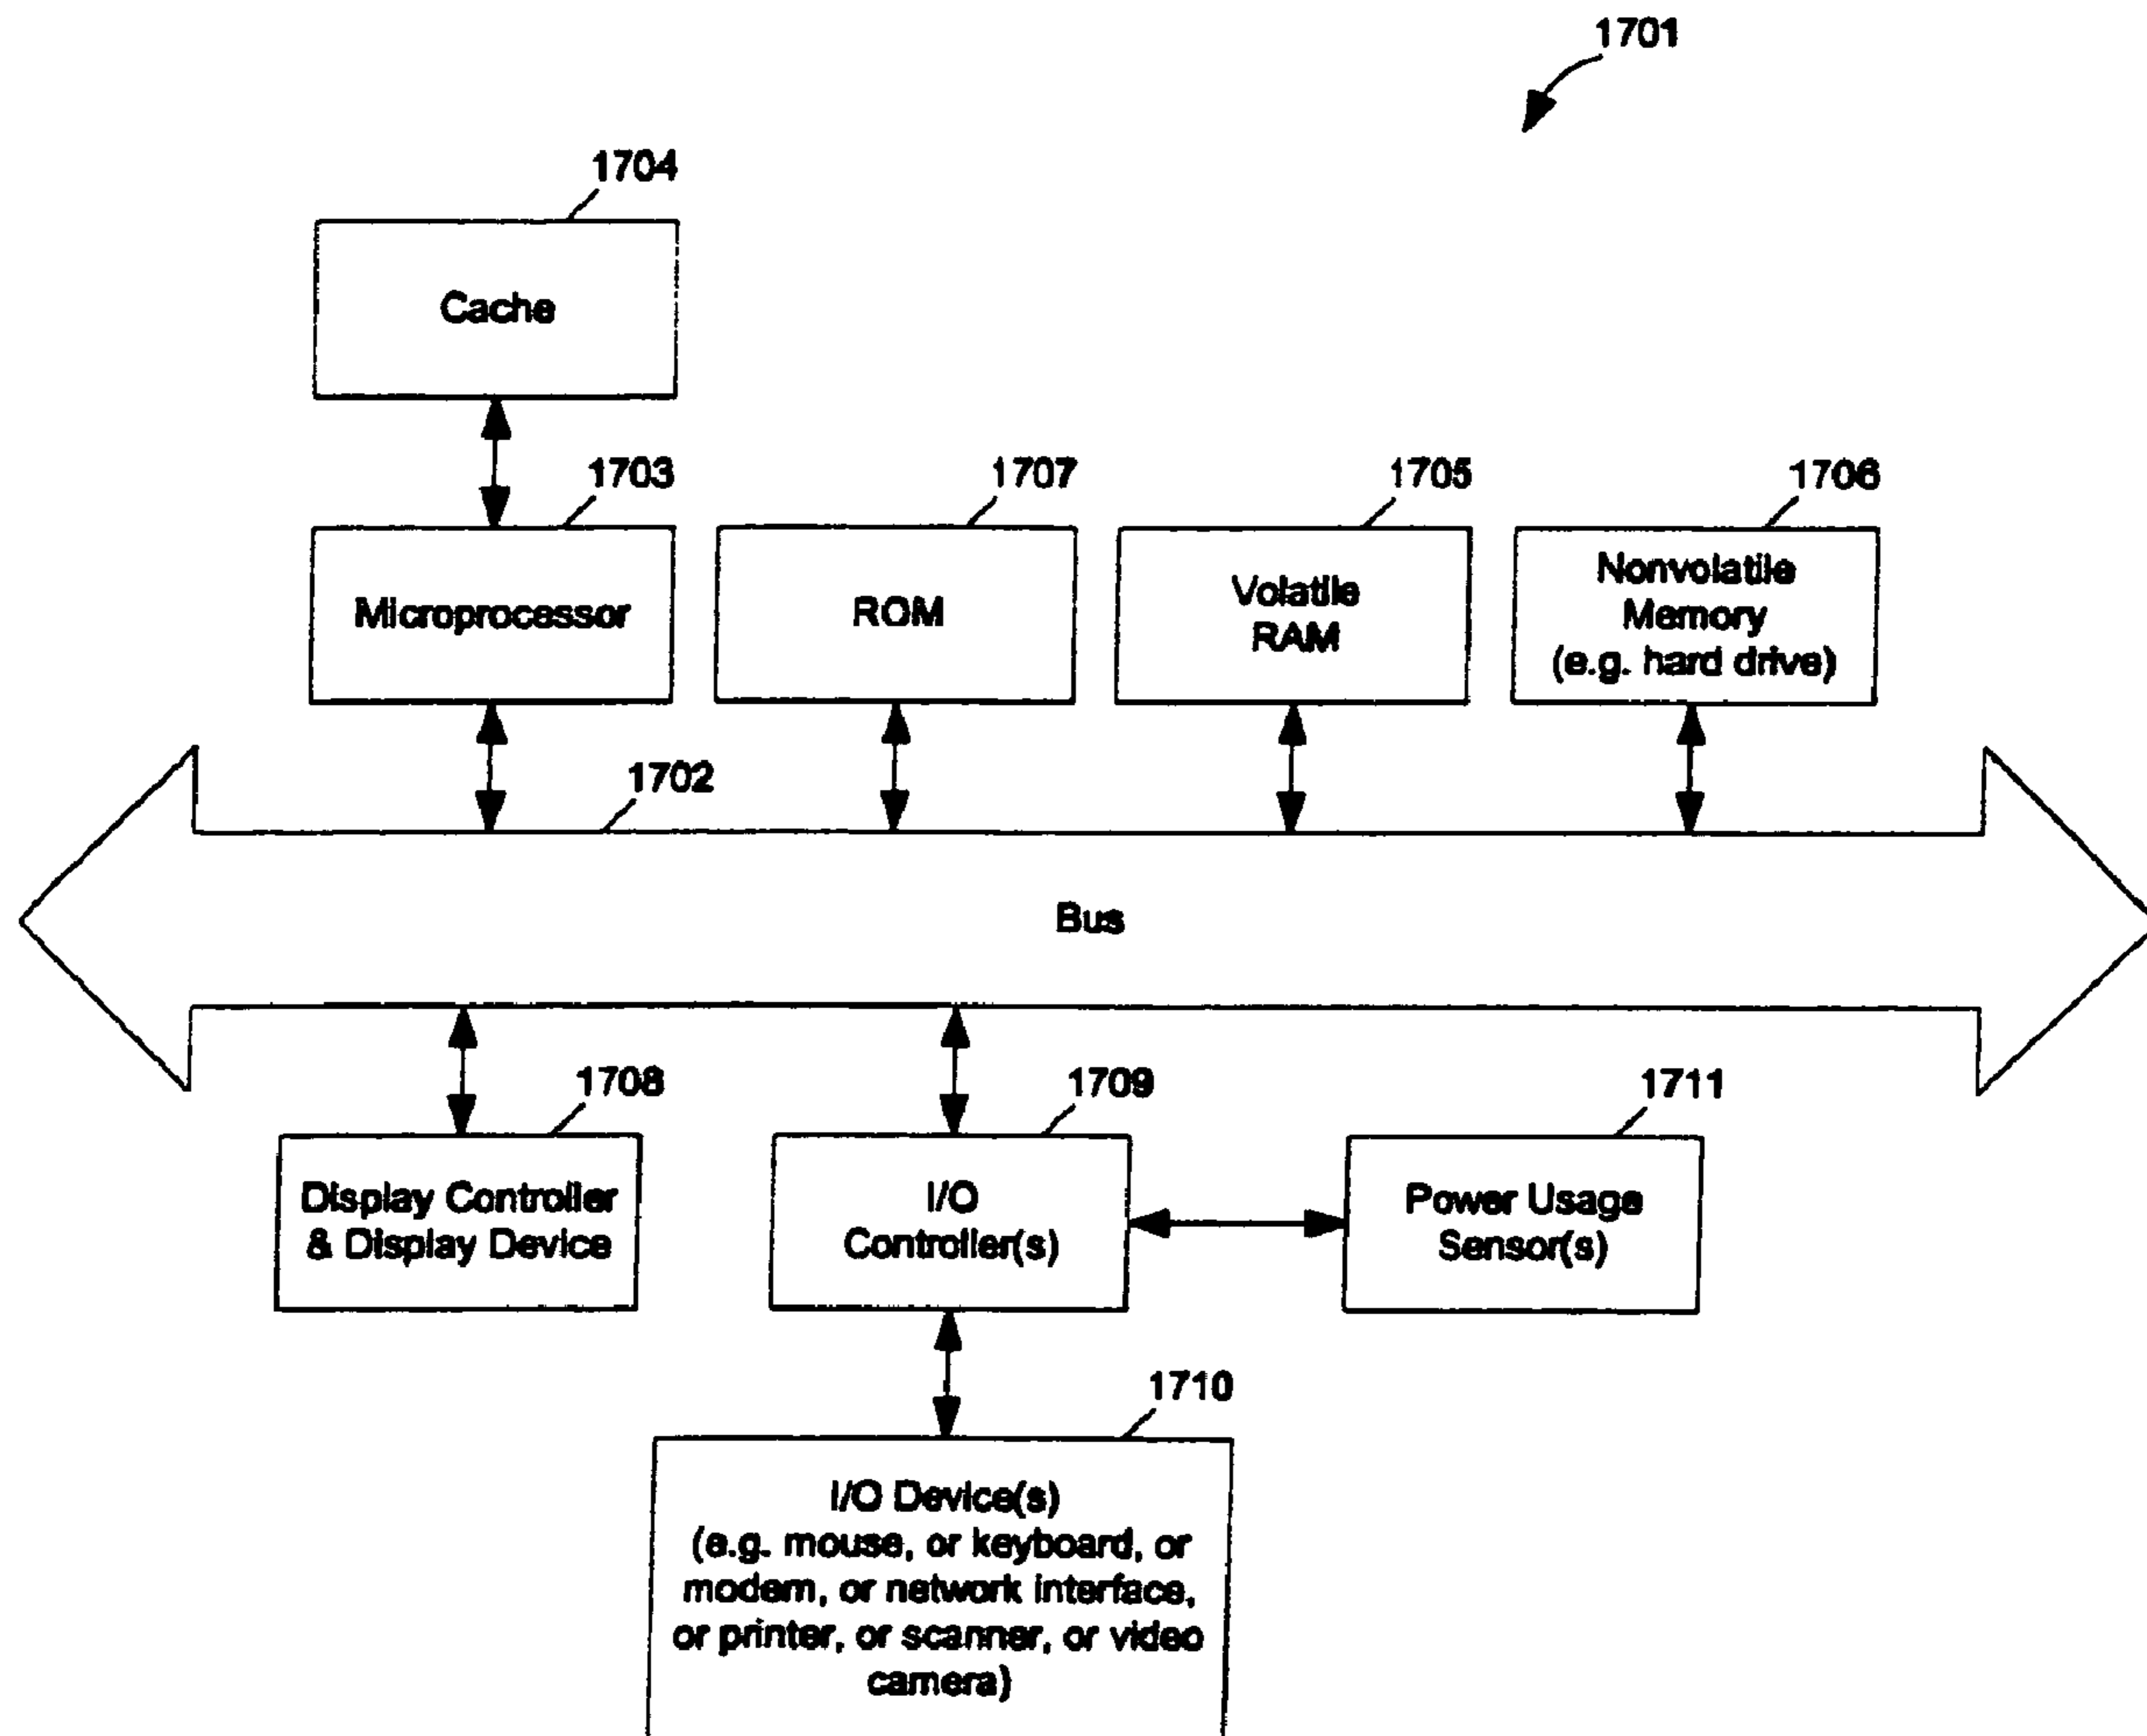 1701
1704
Cache
1703
1707
1705
1706
Microprocessor
ROM
Volatile
RAM
Nonvolatile
Memory
(e.g. hard drive)
1702
Bus
1708
1709
1711
Display Controller
& Display Device
I/O
Controller(s)
Power Usage
Sensor(s)
1710
I/O Device(s)
(e.g. mouse, or keyboard, or
modem, or network interface,
or printer, or scanner, or video
camera)